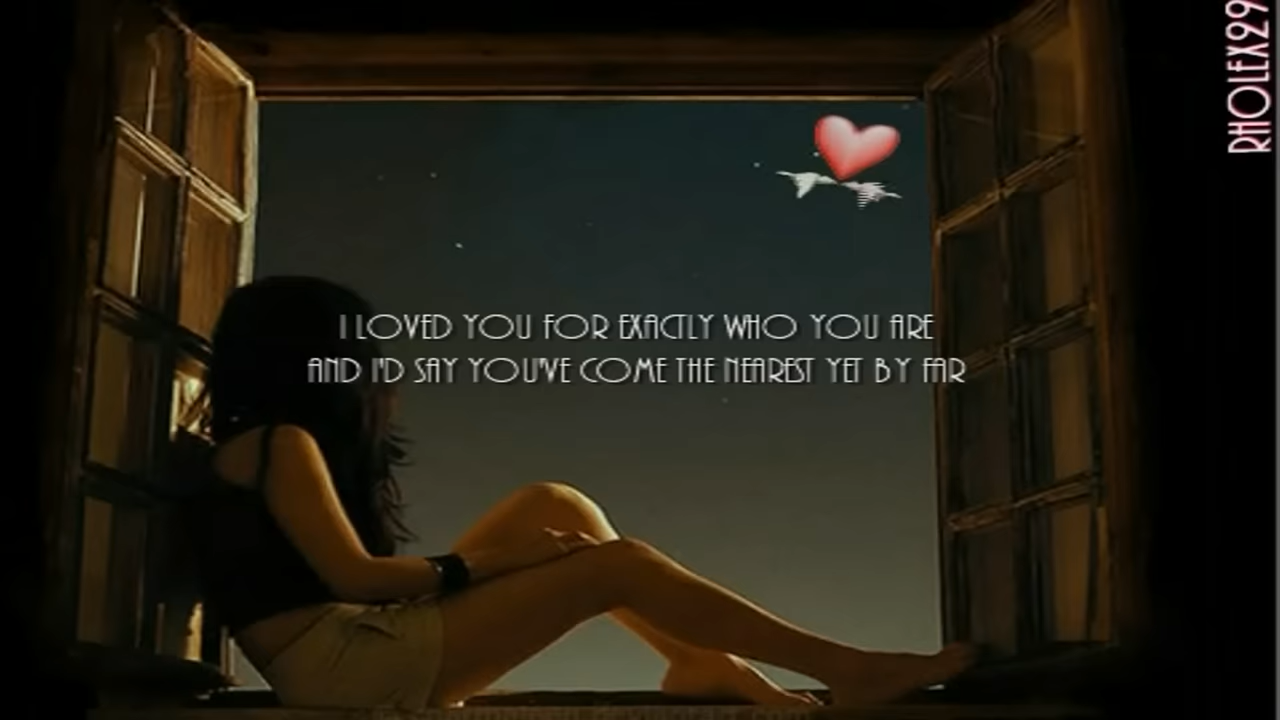 I LOVED YOU FOR EXACTLY WHO YOU ARE
AND I'D SAY YOU'VE COME THE NEAREST YET BY FAR
RHOLEX29